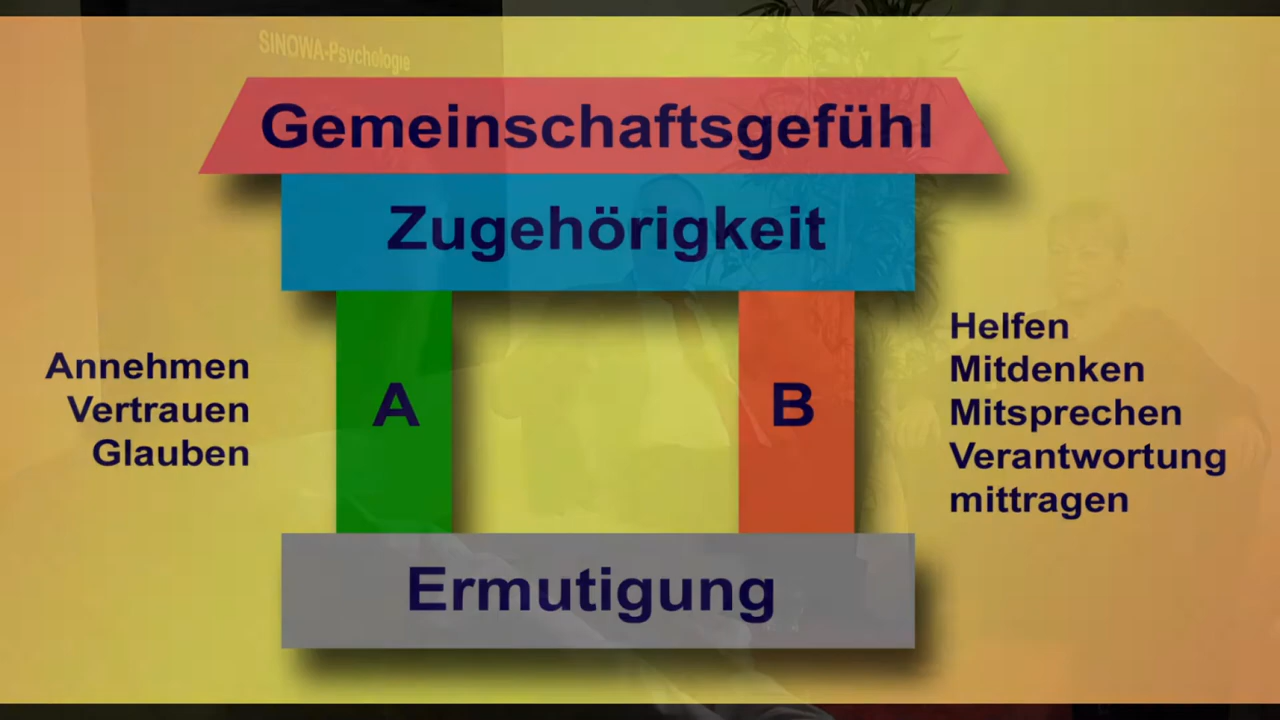 SINOWA-Psychologie
Gemeinschaftsgefühl
Zugehörigkeit
Annehmen
Vertrauen
Glauben
A
B
Helfen
Mitdenken
Mitsprechen
Verantwortung
mittragen
Ermutigung